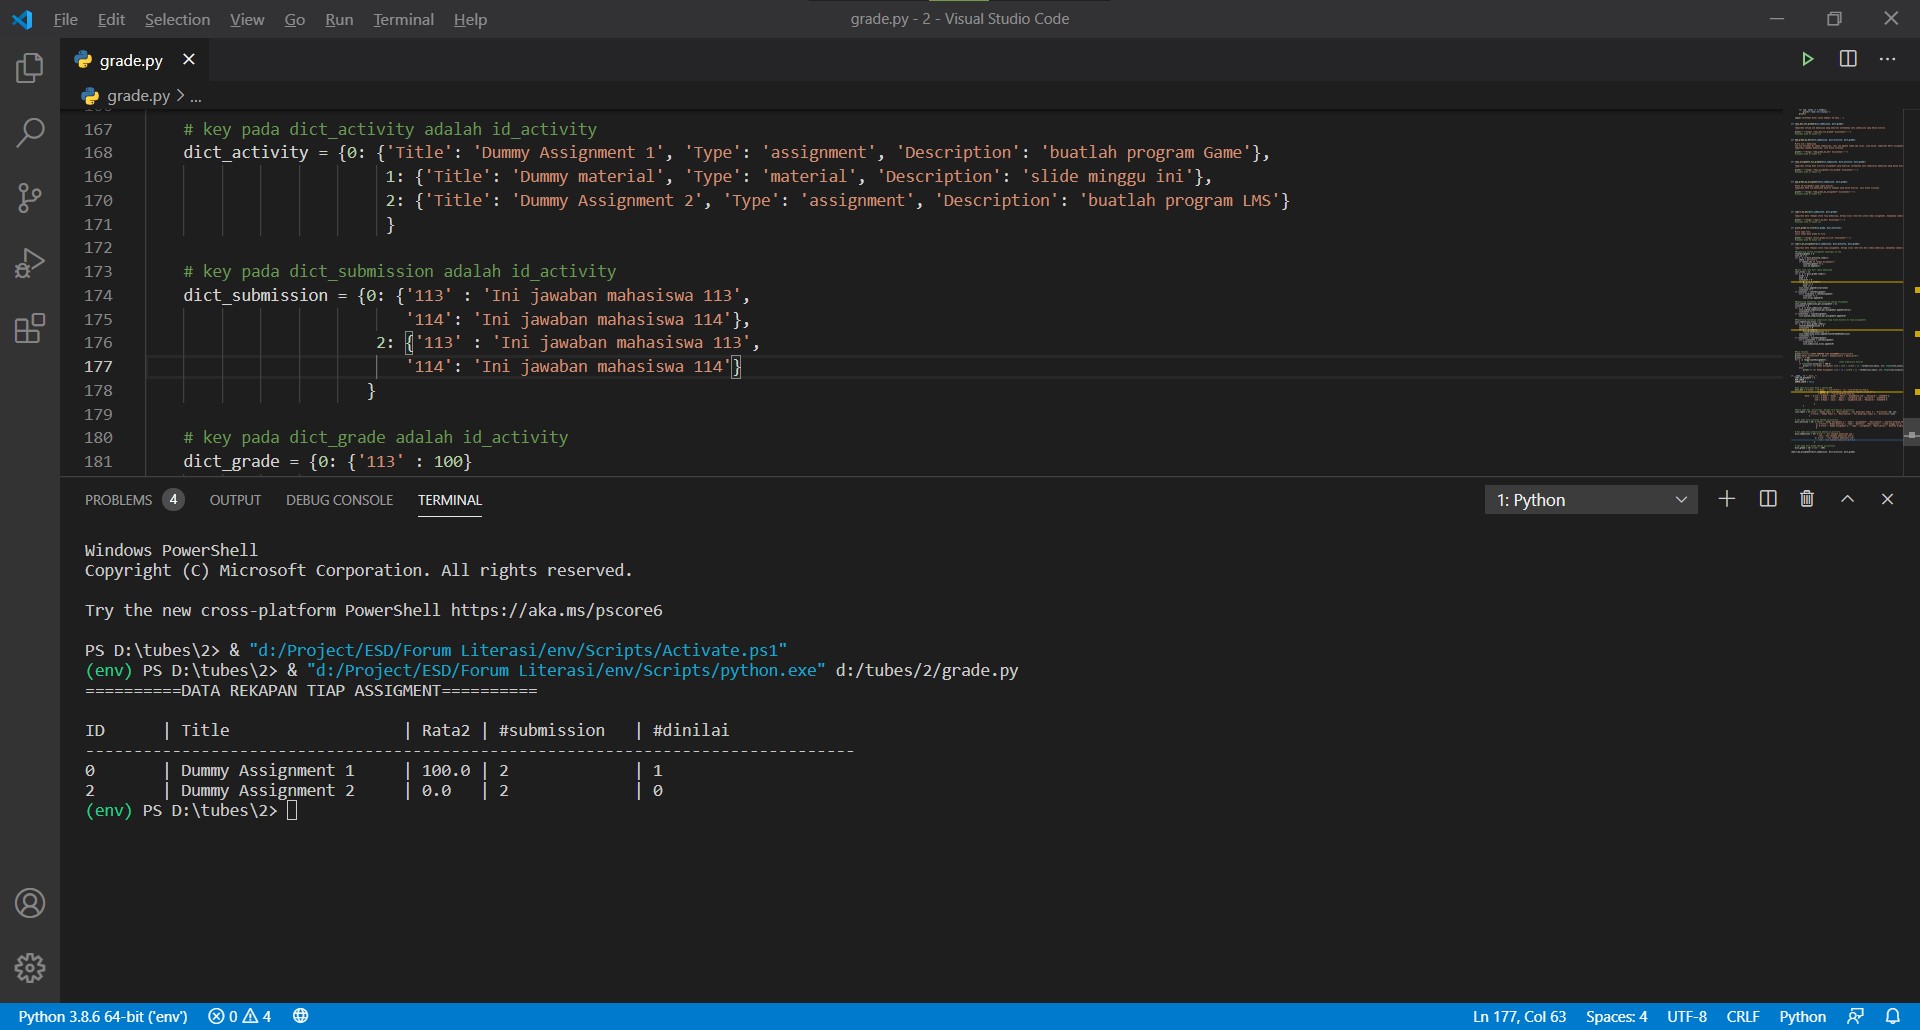 File Edit Selection View Go Run Terminal Help grade.py - 2 - Visual Studio Code
grade.py
grade.py > ...
167 # key pada dict_activity adalah id_activity
168 dict_activity = {0: {'Title': 'Dummy Assignment 1', 'Type': 'assignment', 'Description': 'buatlah program Game'},
169 1: {'Title': 'Dummy material', 'Type': 'material', 'Description': 'slide minggu ini'},
170 2: {'Title': 'Dummy Assignment 2', 'Type': 'assignment', 'Description': 'buatlah program LMS'}
171 }
172
173 # key pada dict_submission adalah id_activity
174 dict_submission = {0: {'113' : 'Ini jawaban mahasiswa 113',
175 '114': 'Ini jawaban mahasiswa 114'},
176 2: {'113' : 'Ini jawaban mahasiswa 113',
177 '114': 'Ini jawaban mahasiswa 114'}
178 }
179
180 # key pada dict_grade adalah id_activity
181 dict_grade = {0: {'113' : 100}
PROBLEMS 4 OUTPUT DEBUG CONSOLE TERMINAL 1: Python
Windows PowerShell
Copyright (C) Microsoft Corporation. All rights reserved.
Try the new cross-platform PowerShell https://aka.ms/pscore6
PS D:\tubes\2> & "d:/Project/ESD/Forum Literasi/env/Scripts/Activate.ps1"
(env) PS D:\tubes\2> & "d:/Project/ESD/Forum Literasi/env/Scripts/python.exe" d:/tubes/2/grade.py
==========DATA REKAPAN TIAP ASSIGMENT==========
ID | Title | Rata2 | #submission | #dinilai
--------------------------------------------------------------------------------
0 | Dummy Assignment 1 | 100.0 | 2 | 1
2 | Dummy Assignment 2 | 0.0 | 2 | 0
(env) PS D:\tubes\2>
Python 3.8.6 64-bit ('env') 0 4 Ln 177, Col 63 Spaces: 4 UTF-8 CRLF Python